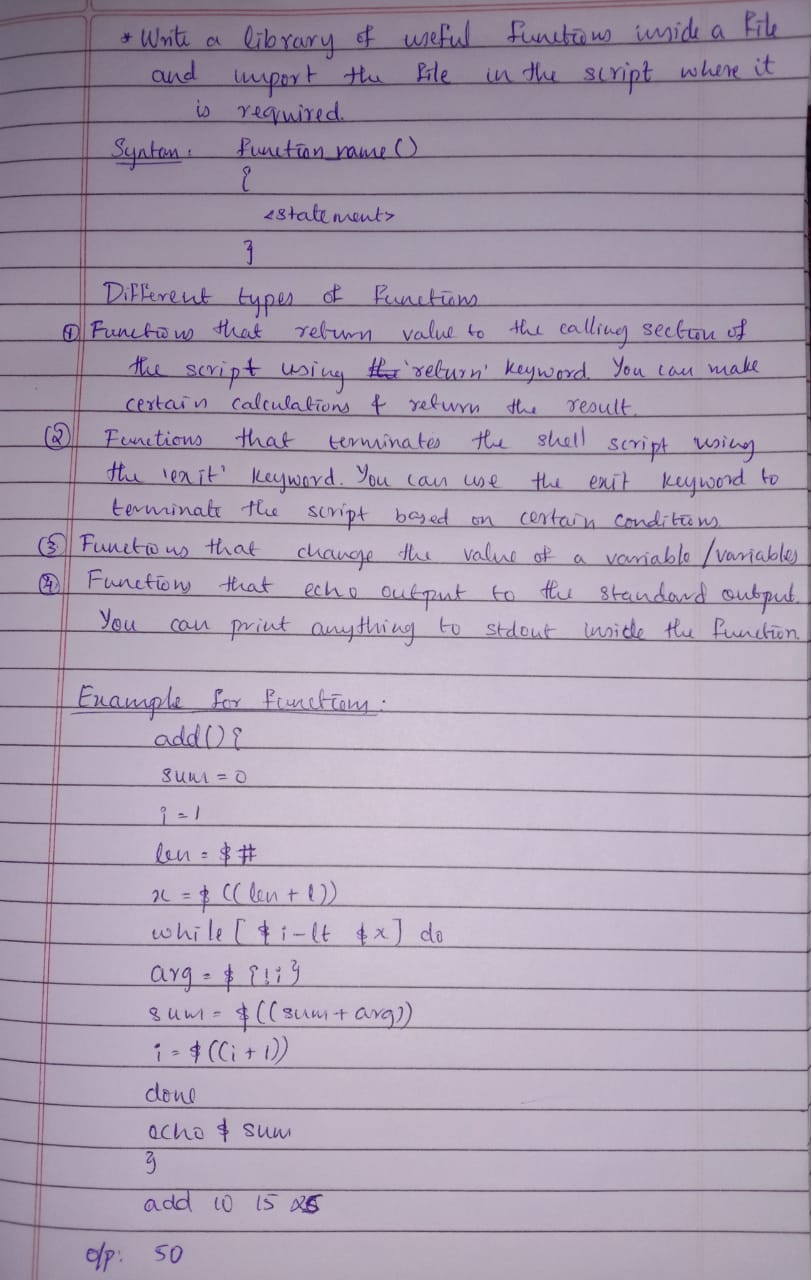 * Write a library of useful functions inside a file
and import the file in the script where it
is required.
Syntax: function_name()
{
<statement>
}
Different types of functions
① Functions that return value to the calling section of
the script using the 'return' keyword. You can make
certain calculations & return the result.
② Functions that terminates the shell script using
the 'exit' keyword. You can use the exit keyword to
terminate the script based on certain conditions
③ Functions that change the value of a variable/variables
④ Functions that echo output to the standard output.
You can print anything to stdout inside the function
Example for functions:
add(){
sum=0
i=1
len=$#
x=$((len+1))
while [ $i-lt $x] do
arg=${!i}
sum=$((sum+arg))
i=$((i+1))
done
echo $sum
}
add 10 15 25
o/p: 50